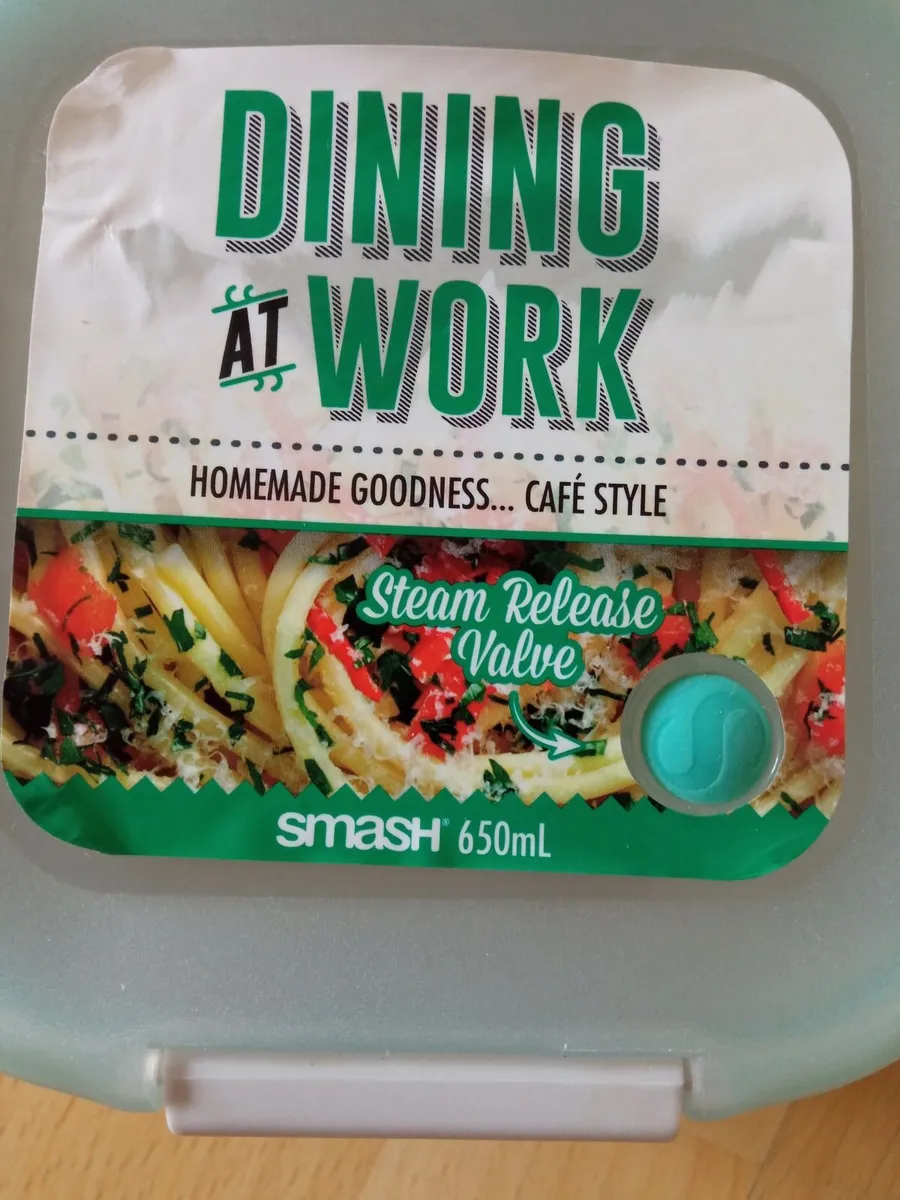 DINING
AT WORK
HOMEMADE GOODNESS... CAFÉ STYLE
Steam Release
Valve
smasH® 650mL